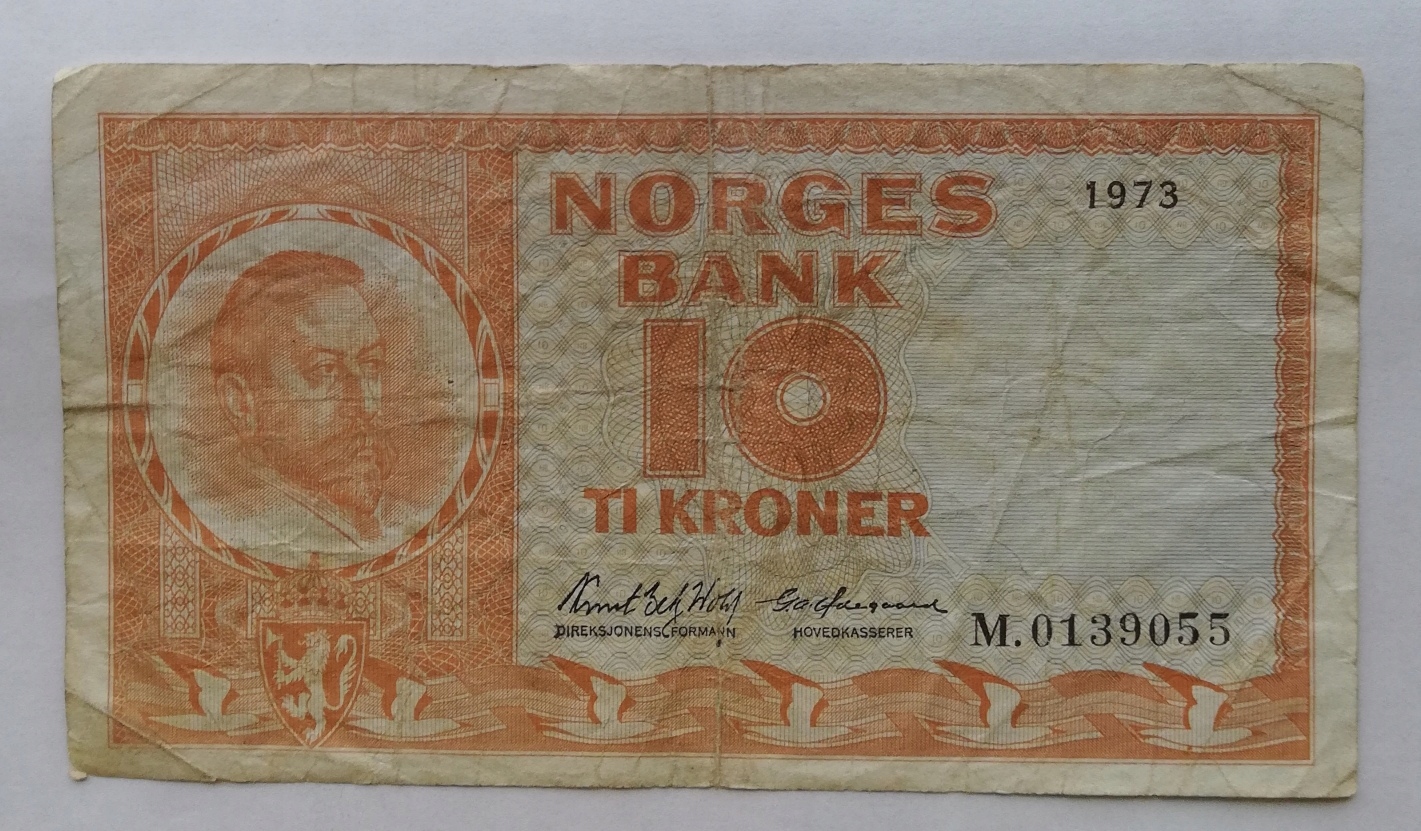 NORGES
1973
BANK
10
TI KRONER
DIREKSJONENS FORMANN
HOVEDKASSERER
M.0139055